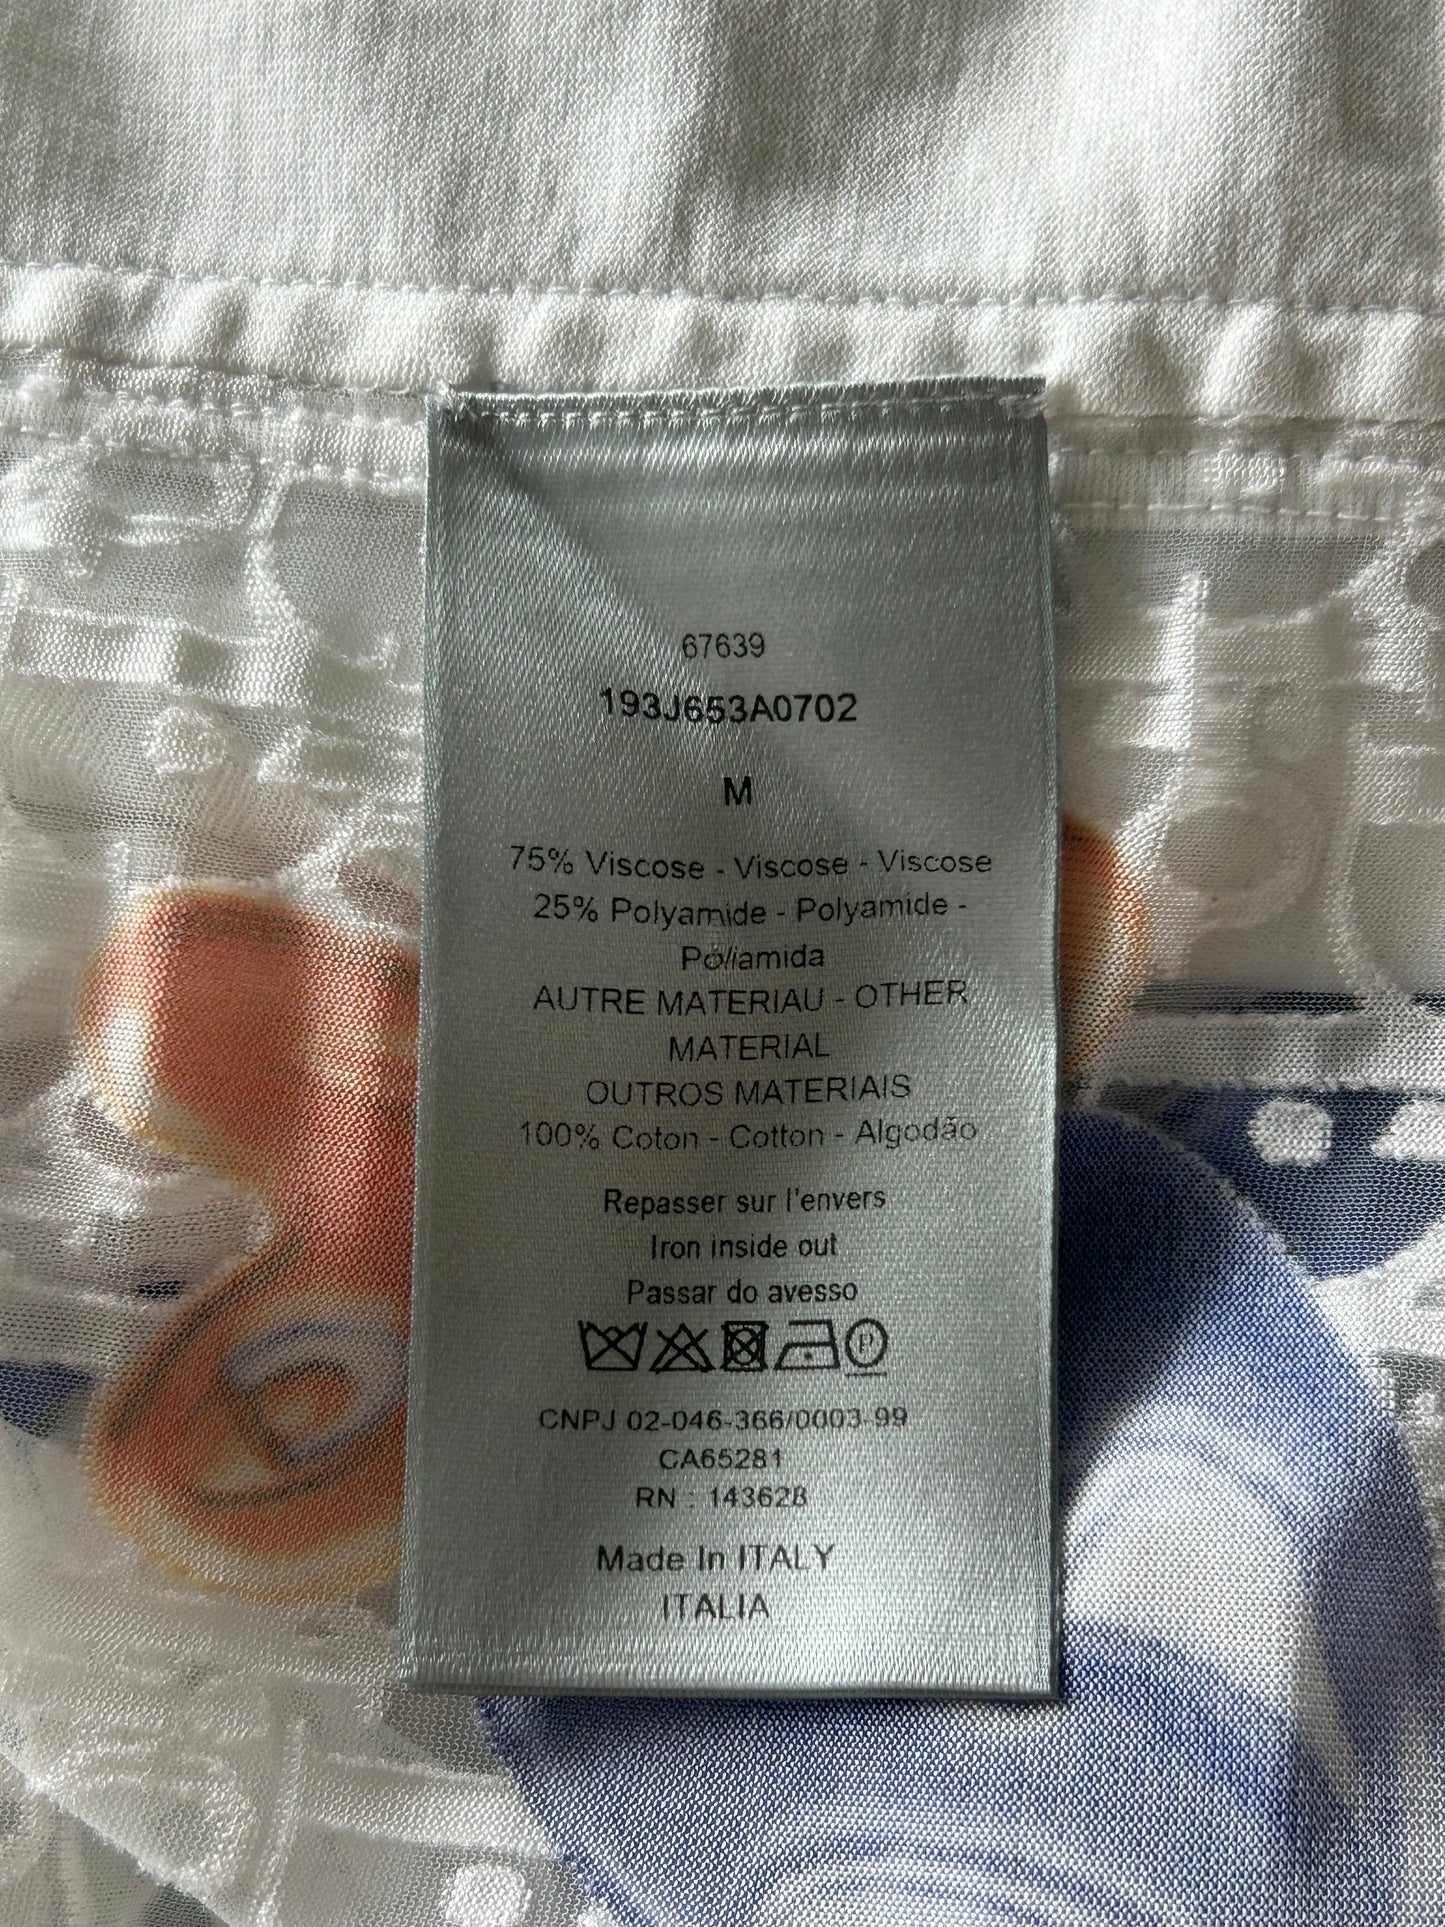 67639
193J653A0702
M
75% Viscose - Viscose - Viscose
25% Polyamide - Polyamide -
Poliamida
AUTRE MATERIAU - OTHER
MATERIAL
OUTROS MATERIAIS
100% Coton - Cotton - Algodão
Repasser sur l'envers
Iron inside out
Passar do avesso
P
CNPJ 02-046-366/0003-99
CA65281
RN : 143628
Made In ITALY
ITALIA